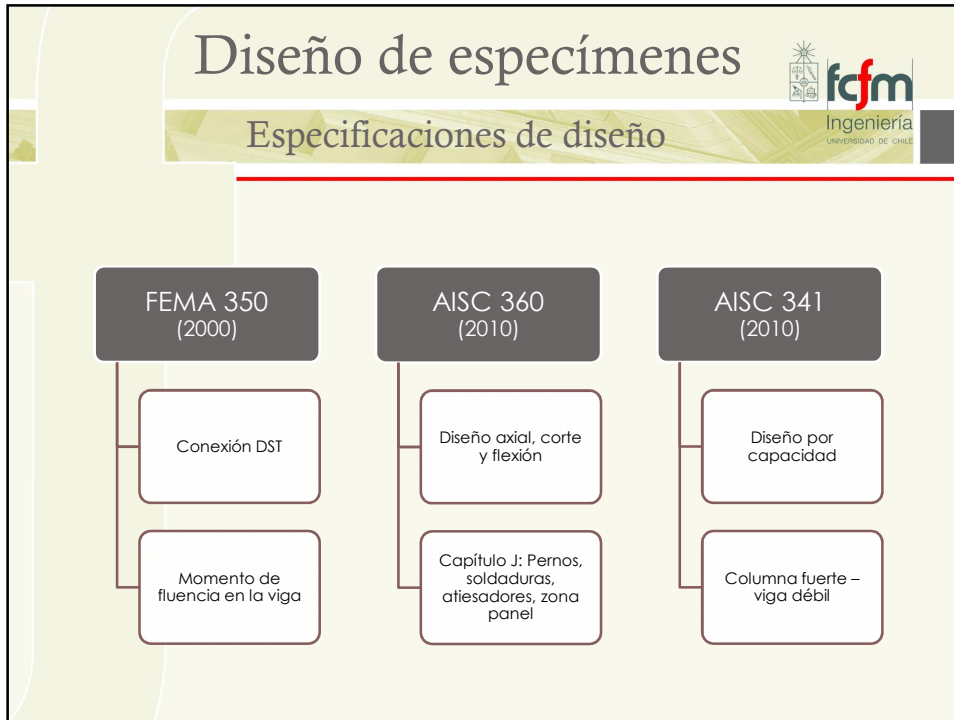 Diseño de especímenes
fcfm
Ingeniería
UNIVERSIDAD DE CHILE
Especificaciones de diseño
FEMA 350
(2000)
Conexión DST
Momento de
fluencia en la viga
AISC 360
(2010)
Diseño axial, corte
y flexión
Capítulo J: Pernos,
soldaduras,
atiesadores, zona
panel
AISC 341
(2010)
Diseño por
capacidad
Columna fuerte –
viga débil